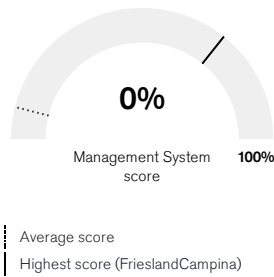 0%
Management System
score
100%
Average score
Highest score (FrieslandCampina)